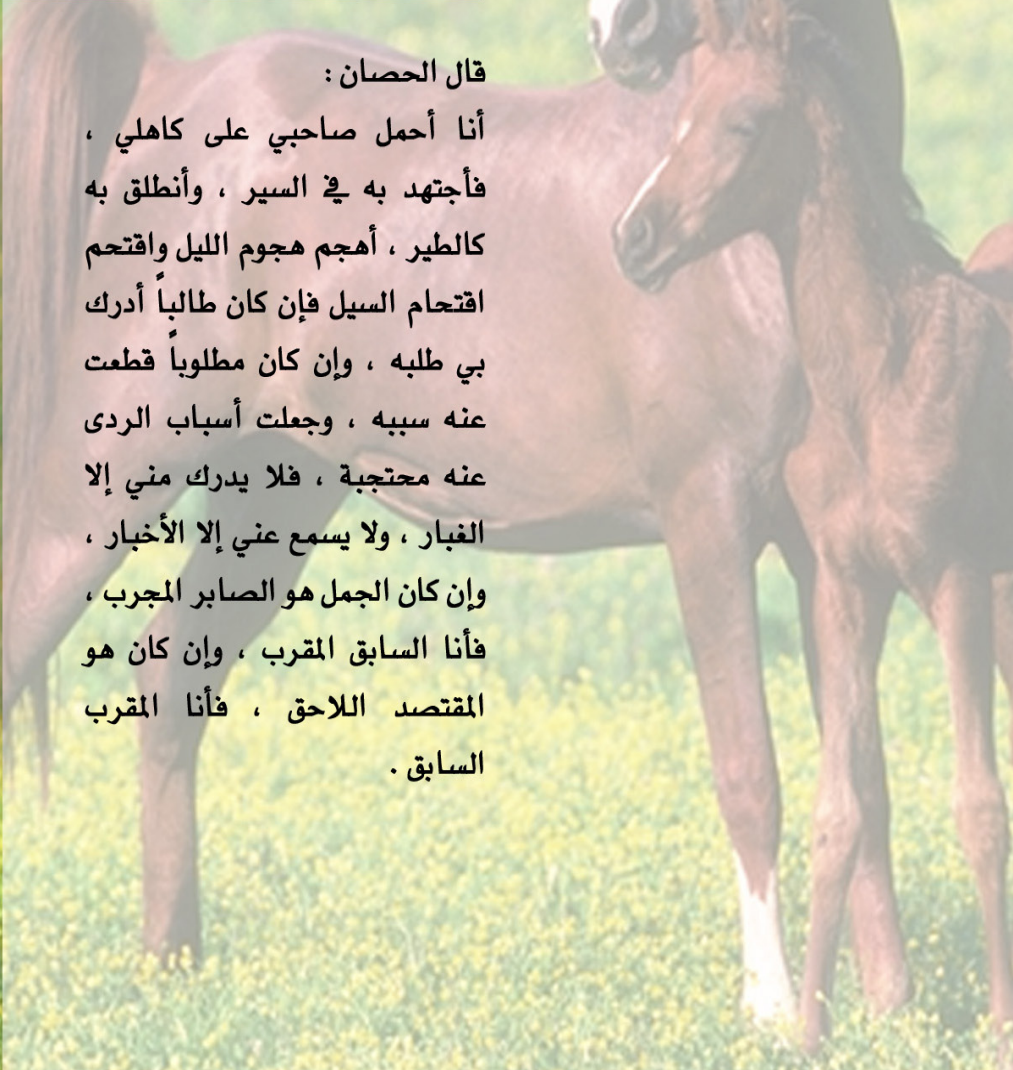 قال الحصان :
أنا أحمل صاحبي على كاهلي ،
فأجتهد به في السير ، وأنطلق به
كالطير ، أهجم هجوم الليل واقتحم
اقتحام السيل فإن كان طالباً أدرك
بي طلبه ، وإن كان مطلوباً قطعت
عنه سببه ، وجعلت أسباب الردى
عنه محتجبة ، فلا يدرك مني إلا
الغبار ، ولا يسمع عني إلا الأخبار ،
وإن كان الجمل هو الصابر المجرب ،
فأنا السابق المقرب ، وإن كان هو
المقتصد اللاحق ، فأنا المقرب
السابق .